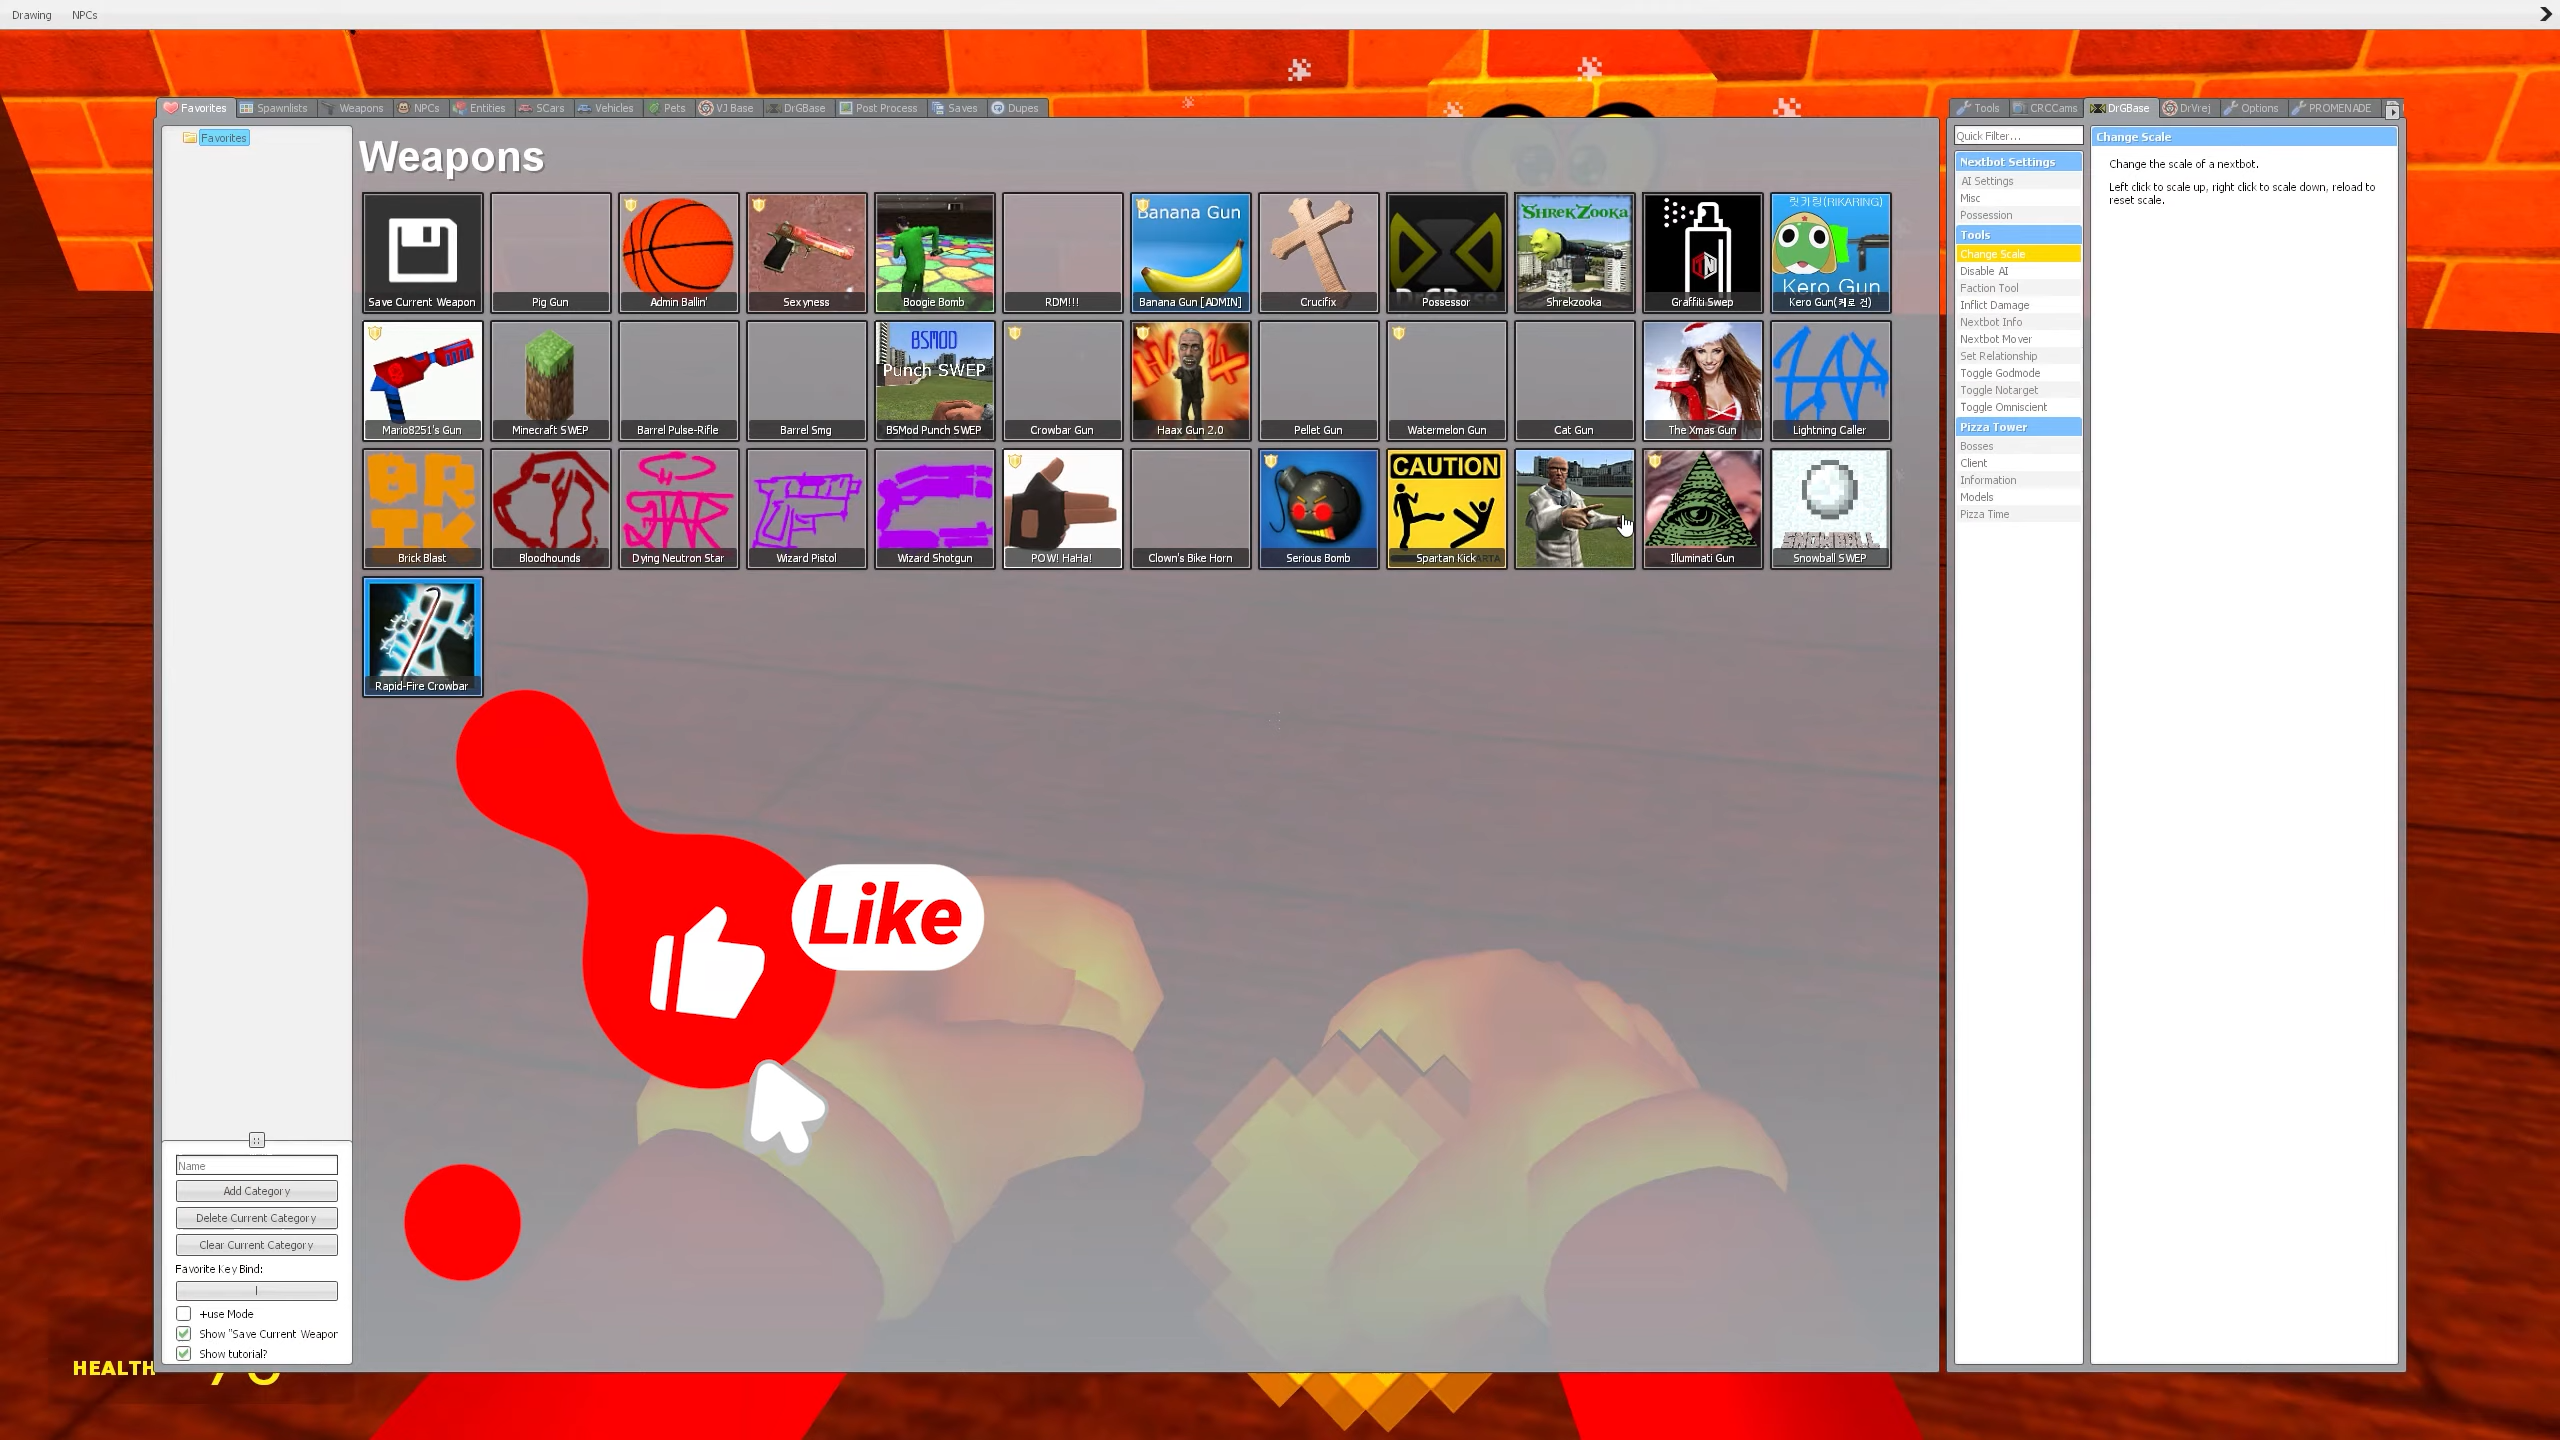 Drawing NPCs
Favorites Spawnlists Weapons NPCs Entities SCars Vehicles Pets VJ Base DrGBase Post Process Saves Dupes
Tools CRCCams DrGBase DrVrej Options PROMENADE
Favorites
Weapons
Banana Gun
SHREKZOOKA
릿카링(RIKARING)
Kero Gun
Save Current Weapon
Pig Gun
Admin Ballin'
Sexyness
Boogie Bomb
RDM!!!
Banana Gun [ADMIN]
Crucifix
Possessor
Shrekzooka
Graffiti Swep
Kero Gun(케로 건)
BSMOD
Punch SWEP
Mario8251's Gun
Minecraft SWEP
Barrel Pulse-Rifle
Barrel Smg
BSMod Punch SWEP
Crowbar Gun
Haax Gun 2.0
Pellet Gun
Watermelon Gun
Cat Gun
The Xmas Gun
Lightning Caller
BRIK
STAR
CAUTION
SNOWBALL
Brick Blast
Bloodhounds
Dying Neutron Star
Wizard Pistol
Wizard Shotgun
POW! HaHa!
Clown's Bike Horn
Serious Bomb
Spartan Kick
Illuminati Gun
Snowball SWEP
Rapid-Fire Crowbar
Like
Name
Add Category
Delete Current Category
Clear Current Category
Favorite Key Bind:
I
+use Mode
Show "Save Current Weapor
Show tutorial?
HEALTH
Quick Filter...
Nextbot Settings
AI Settings
Misc
Possession
Tools
Change Scale
Disable AI
Faction Tool
Inflict Damage
Nextbot Info
Nextbot Mover
Set Relationship
Toggle Godmode
Toggle Notarget
Toggle Omniscient
Pizza Tower
Bosses
Client
Information
Models
Pizza Time
Change Scale
Change the scale of a nextbot.
Left click to scale up, right click to scale down, reload to
reset scale.